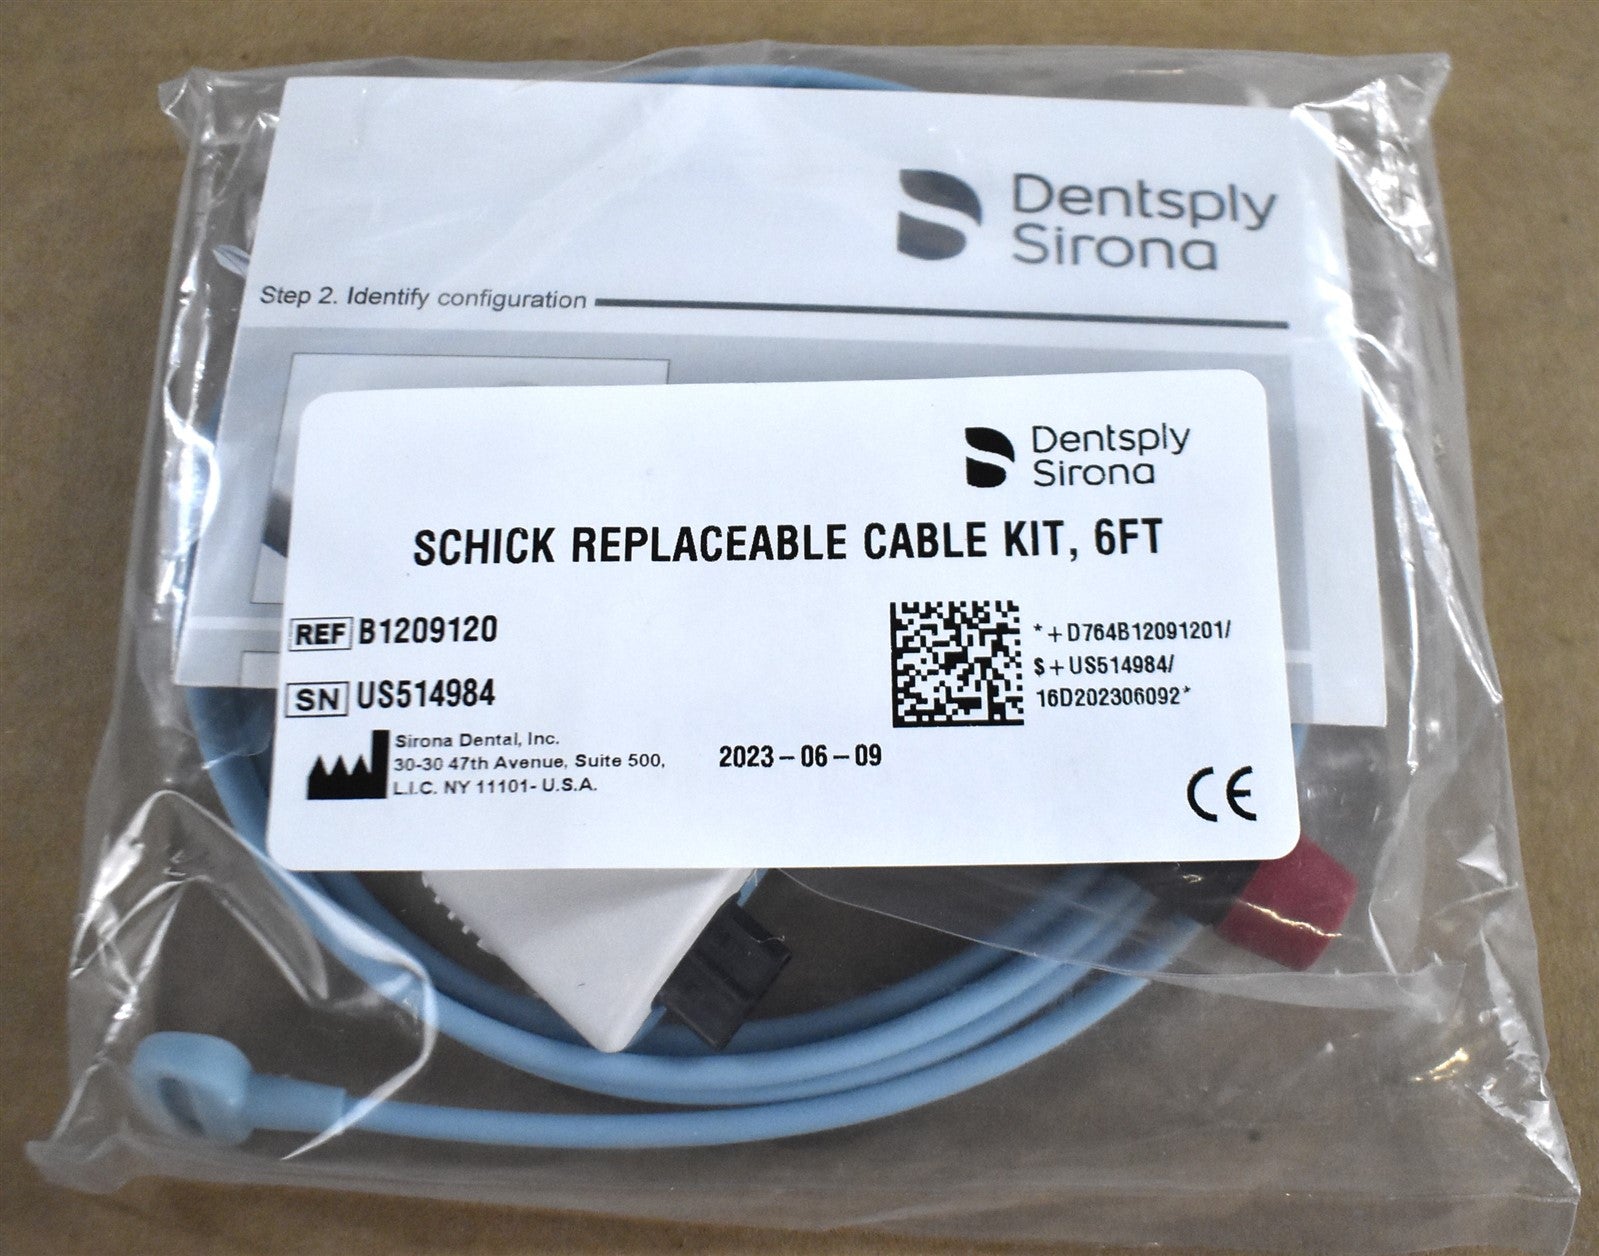 Dentsply
Sirona
Step 2. Identify configuration
Dentsply
Sirona
SCHICK REPLACEABLE CABLE KIT, 6FT
REF B1209120
SN US514984
*+D764B12091201/
$+US514984/
16D202306092*
Sirona Dental, Inc.
30-30 47th Avenue, Suite 500,
L.I.C. NY 11101- U.S.A.
2023-06-09
CE